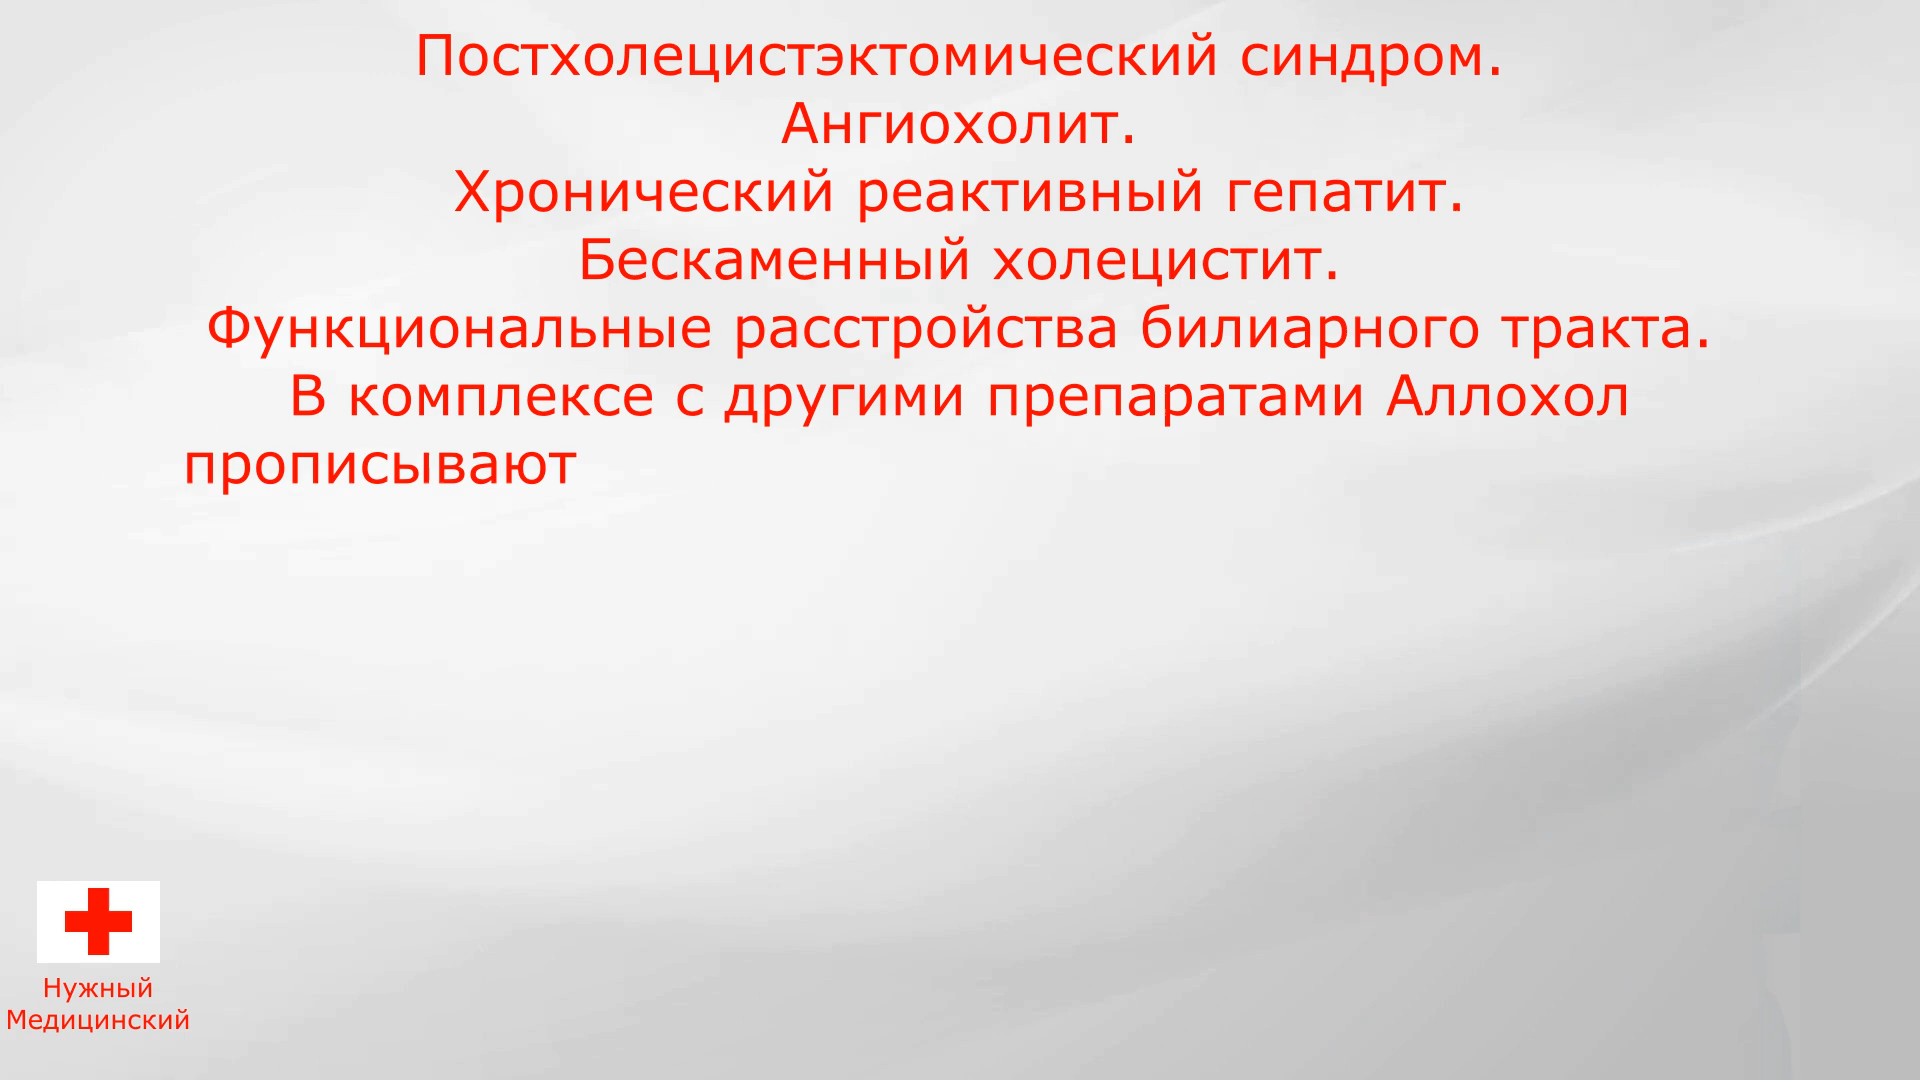 Постхолецистэктомический синдром.
Ангиохолит.
Хронический реактивный гепатит.
Бескаменный холецистит.
Функциональные расстройства билиарного тракта.
В комплексе с другими препаратами Аллохол
прописывают
Нужный
Медицинский